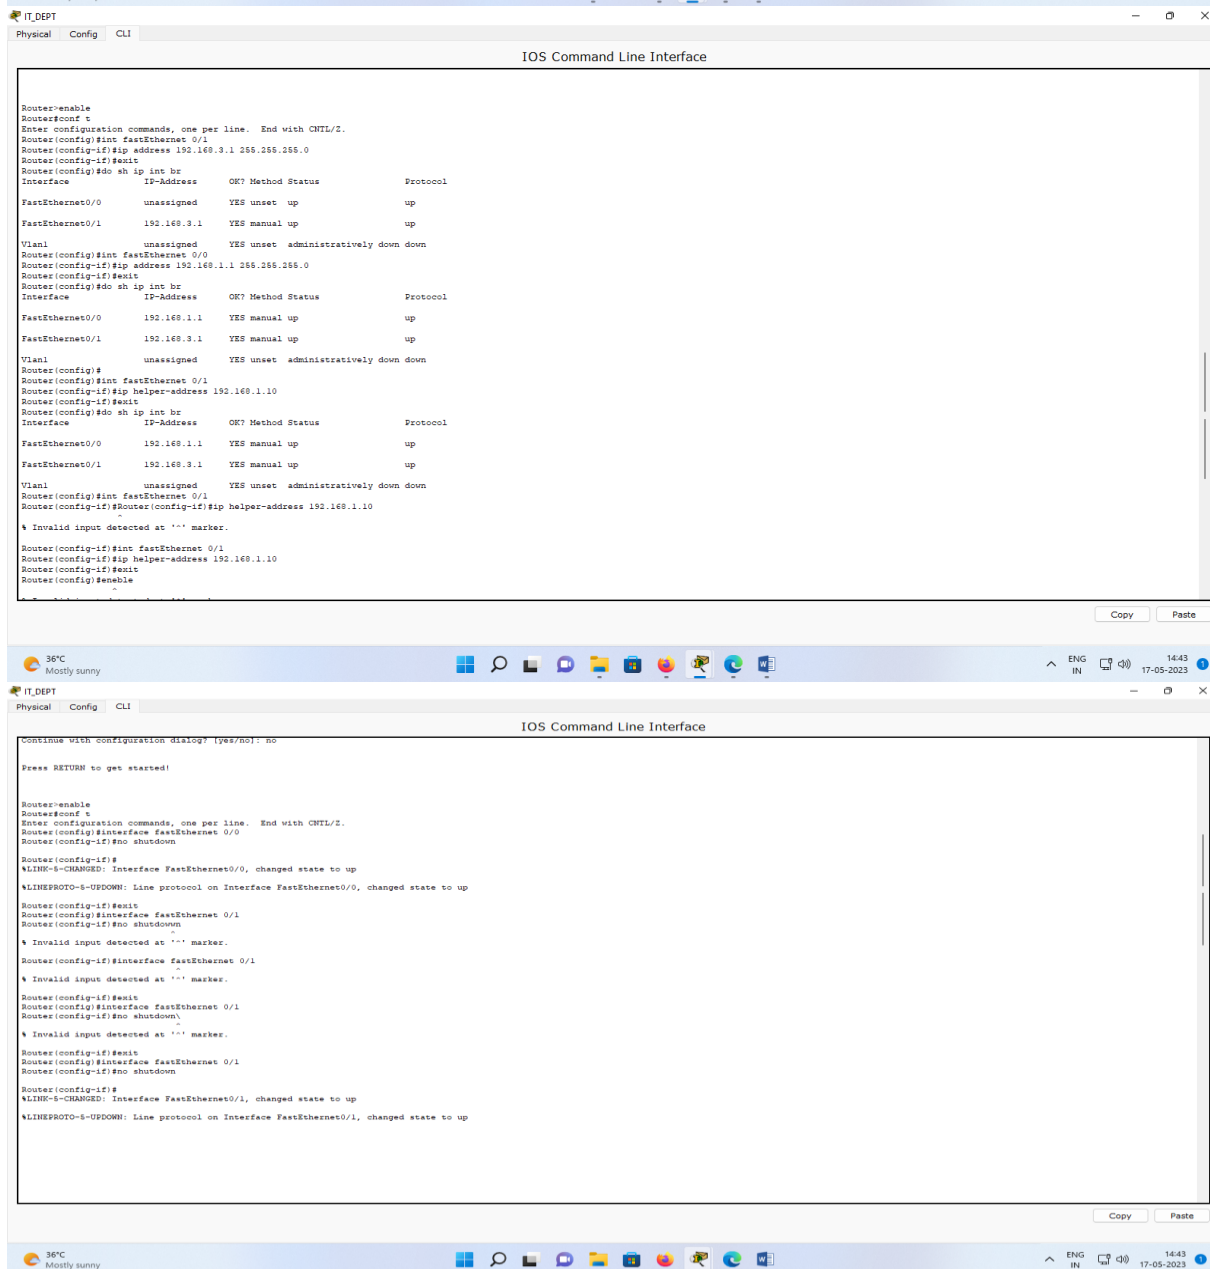 IT_DEPT
Physical Config CLI
IOS Command Line Interface
Router>enable
Router#conf t
Enter configuration commands, one per line. End with CNTL/Z.
Router(config)#int fastEthernet 0/1
Router(config-if)#ip address 192.168.3.1 255.255.255.0
Router(config-if)#exit
Router(config)#do sh ip int br
Interface IP-Address OK? Method Status Protocol
FastEthernet0/0 unassigned YES unset up up
FastEthernet0/1 192.168.3.1 YES manual up up
Vlan1 unassigned YES unset administratively down down
Router(config)#int fastEthernet 0/0
Router(config-if)#ip address 192.168.1.1 255.255.255.0
Router(config-if)#exit
Router(config)#do sh ip int br
Interface IP-Address OK? Method Status Protocol
FastEthernet0/0 192.168.1.1 YES manual up up
FastEthernet0/1 192.168.3.1 YES manual up up
Vlan1 unassigned YES unset administratively down down
Router(config)#
Router(config)#int fastEthernet 0/1
Router(config-if)#ip helper-address 192.168.1.10
Router(config-if)#exit
Router(config)#do sh ip int br
Interface IP-Address OK? Method Status Protocol
FastEthernet0/0 192.168.1.1 YES manual up up
FastEthernet0/1 192.168.3.1 YES manual up up
Vlan1 unassigned YES unset administratively down down
Router(config)#int fastEthernet 0/1
Router(config-if)#Router(config-if)#ip helper-address 192.168.1.10
^
% Invalid input detected at '^' marker.
Router(config-if)#int fastEthernet 0/1
Router(config-if)#ip helper-address 192.168.1.10
Router(config-if)#exit
Router(config)#eneble
^
Copy Paste
36°C
Mostly sunny
ENG
IN
14:43
17-05-2023
1
IT_DEPT
Physical Config CLI
IOS Command Line Interface
Continue with configuration dialog? [yes/no]: no
Press RETURN to get started!
Router>enable
Router#conf t
Enter configuration commands, one per line. End with CNTL/Z.
Router(config)#interface fastEthernet 0/0
Router(config-if)#no shutdown
Router(config-if)#
%LINK-5-CHANGED: Interface FastEthernet0/0, changed state to up
%LINEPROTO-5-UPDOWN: Line protocol on Interface FastEthernet0/0, changed state to up
Router(config-if)#exit
Router(config)#interface fastEthernet 0/1
Router(config-if)#no shutdowwn
^
% Invalid input detected at '^' marker.
Router(config-if)#interface fastEthernet 0/1
^
% Invalid input detected at '^' marker.
Router(config-if)#exit
Router(config)#interface fastEthernet 0/1
Router(config-if)#no shutdown\
^
% Invalid input detected at '^' marker.
Router(config-if)#exit
Router(config)#interface fastEthernet 0/1
Router(config-if)#no shutdown
Router(config-if)#
%LINK-5-CHANGED: Interface FastEthernet0/1, changed state to up
%LINEPROTO-5-UPDOWN: Line protocol on Interface FastEthernet0/1, changed state to up
Copy Paste
36°C
Mostly sunny
ENG
IN
14:43
17-05-2023
1